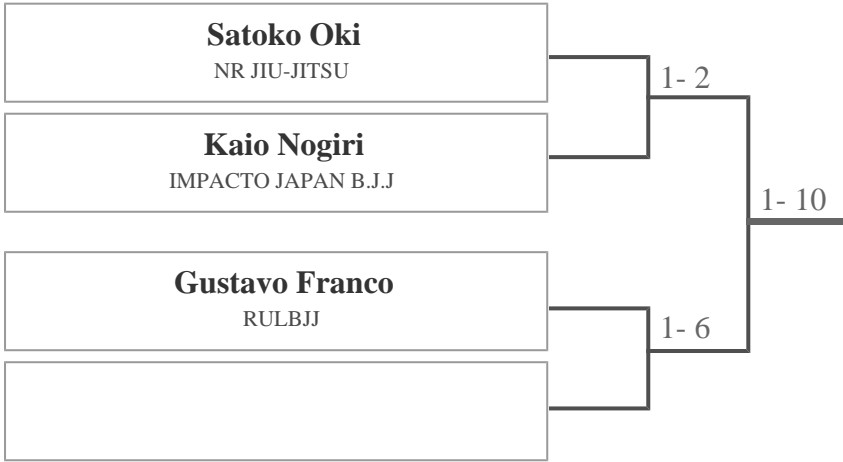 Satoko Oki
NR JIU-JITSU
1- 2
Kaio Nogiri
IMPACTO JAPAN B.J.J
1- 10
Gustavo Franco
RULBJJ
1- 6